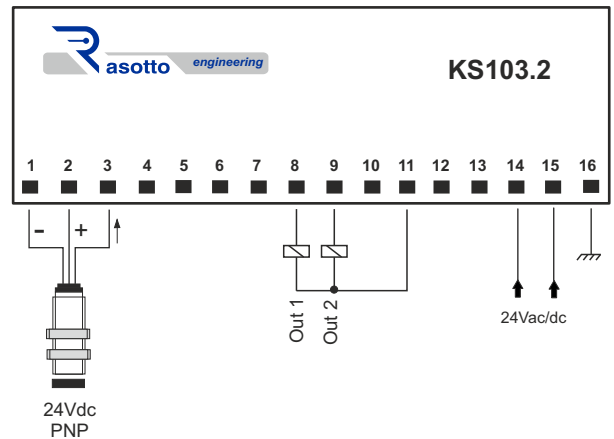 Rasotto engineering
KS103.2
1 2 3 4 5 6 7 8 9 10 11 12 13 14 15 16
- +
Out 1
Out 2
24Vac/dc
24Vdc
PNP